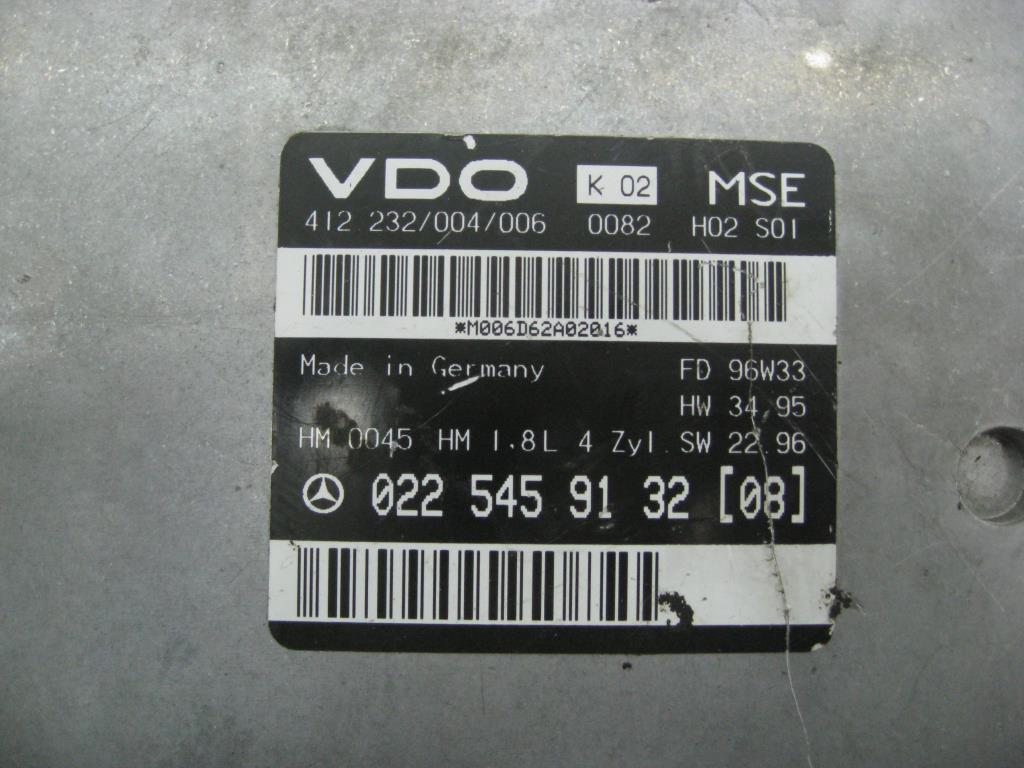 VDO K 02 MSE
412 232/004/006 0082 H02 S01
*M006D62A02016*
Made in Germany FD 96W33
HW 34.95
HM 0045 HM 1.8L 4 Zyl. SW 22.96
022 545 91 32 [08]